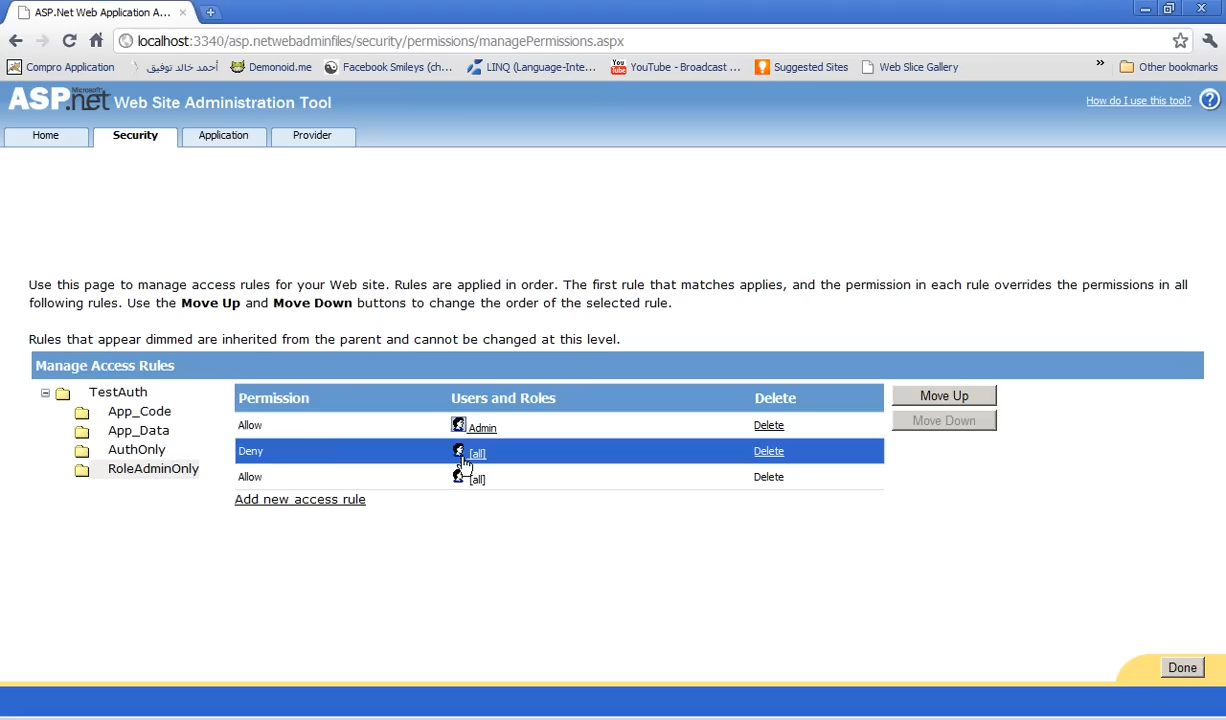 ASP.Net Web Application A...
localhost:3340/asp.netwebadminfiles/security/permissions/managePermissions.aspx
Compro Application أحمد خالد توفيق Demonoid.me Facebook Smileys (ch... LINQ (Language-Inte... You Tube YouTube - Broadcast ... Suggested Sites Web Slice Gallery » Other bookmarks
Microsoft ASP.net Web Site Administration Tool How do I use this tool? ?
Home Security Application Provider
Use this page to manage access rules for your Web site. Rules are applied in order. The first rule that matches applies, and the permission in each rule overrides the permissions in all
following rules. Use the Move Up and Move Down buttons to change the order of the selected rule.
Rules that appear dimmed are inherited from the parent and cannot be changed at this level.
Manage Access Rules
TestAuth
App_Code
App_Data
AuthOnly
RoleAdminOnly
Permission Users and Roles Delete
Allow Admin Delete
Deny [all] Delete
Allow [all] Delete
Add new access rule
Move Up
Move Down
Done